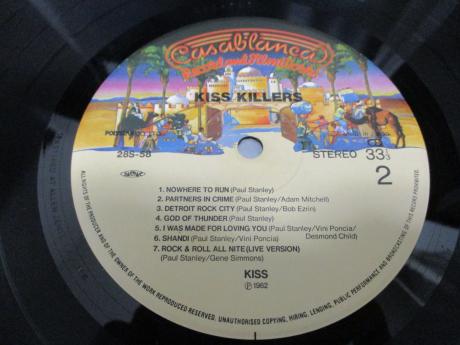 Casablanca
Record and FilmWorks
KISS KILLERS
28S-58
STEREO 33⅓
2
1. NOWHERE TO RUN (Paul Stanley)
2. PARTNERS IN CRIME (Paul Stanley/Adam Mitchell)
3. DETROIT ROCK CITY (Paul Stanley/Bob Ezrin)
4. GOD OF THUNDER (Paul Stanley)
5. I WAS MADE FOR LOVING YOU (Paul Stanley/Vini Poncia/
Desmond Child)
6. SHANDI (Paul Stanley/Vini Poncia)
7. ROCK & ROLL ALL NITE (LIVE VERSION)
(Paul Stanley/Gene Simmons)
KISS
Ⓟ1982
ALL RIGHTS OF THE PRODUCER AND OF THE OWNER OF THE WORK REPRODUCED RESERVED. UNAUTHORISED COPYING, HIRING, LENDING, PUBLIC PERFORMANCE AND BROADCASTING OF THIS RECORD PROHIBITED.